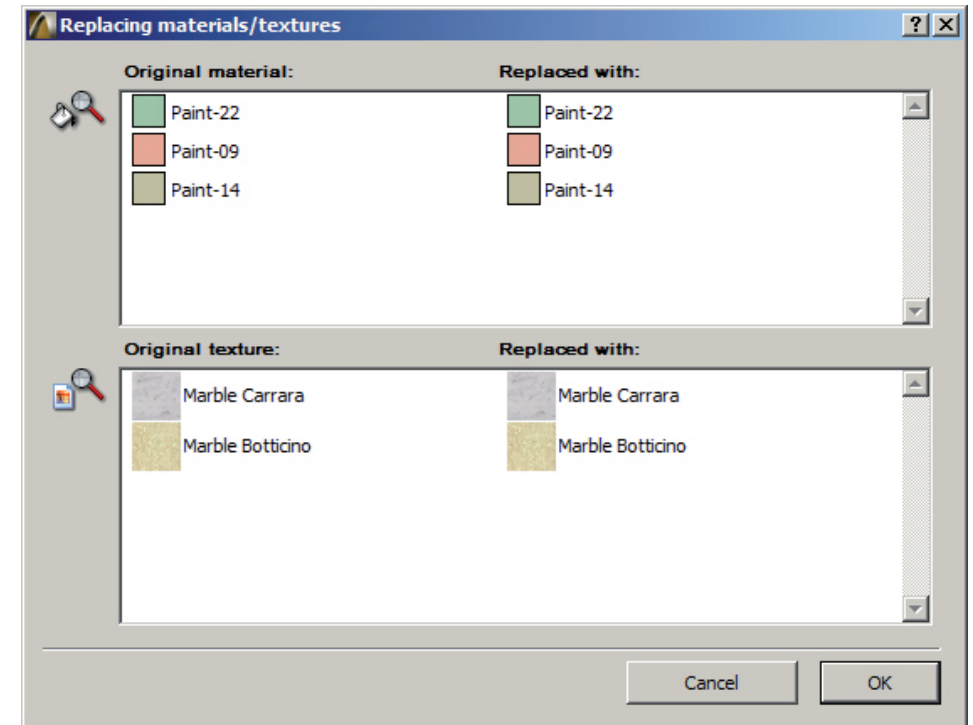 Replacing materials/textures
Original material: Replaced with:
Paint-22 Paint-22
Paint-09 Paint-09
Paint-14 Paint-14
Original texture: Replaced with:
Marble Carrara Marble Carrara
Marble Botticino Marble Botticino
Cancel OK